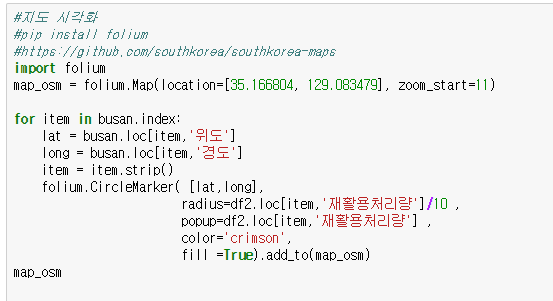 #지도 시각화
#pip install folium
#https://github.com/southkorea/southkorea-maps
import folium
map_osm = folium.Map(location=[35.166804, 129.083479], zoom_start=11)

for item in busan.index:
    lat = busan.loc[item,'위도']
    long = busan.loc[item,'경도']
    item = item.strip()
    folium.CircleMarker( [lat,long],
                        radius=df2.loc[item,'재활용처리량']/10 ,
                        popup=df2.loc[item,'재활용처리량'] ,
                        color='crimson',
                        fill =True).add_to(map_osm)
map_osm